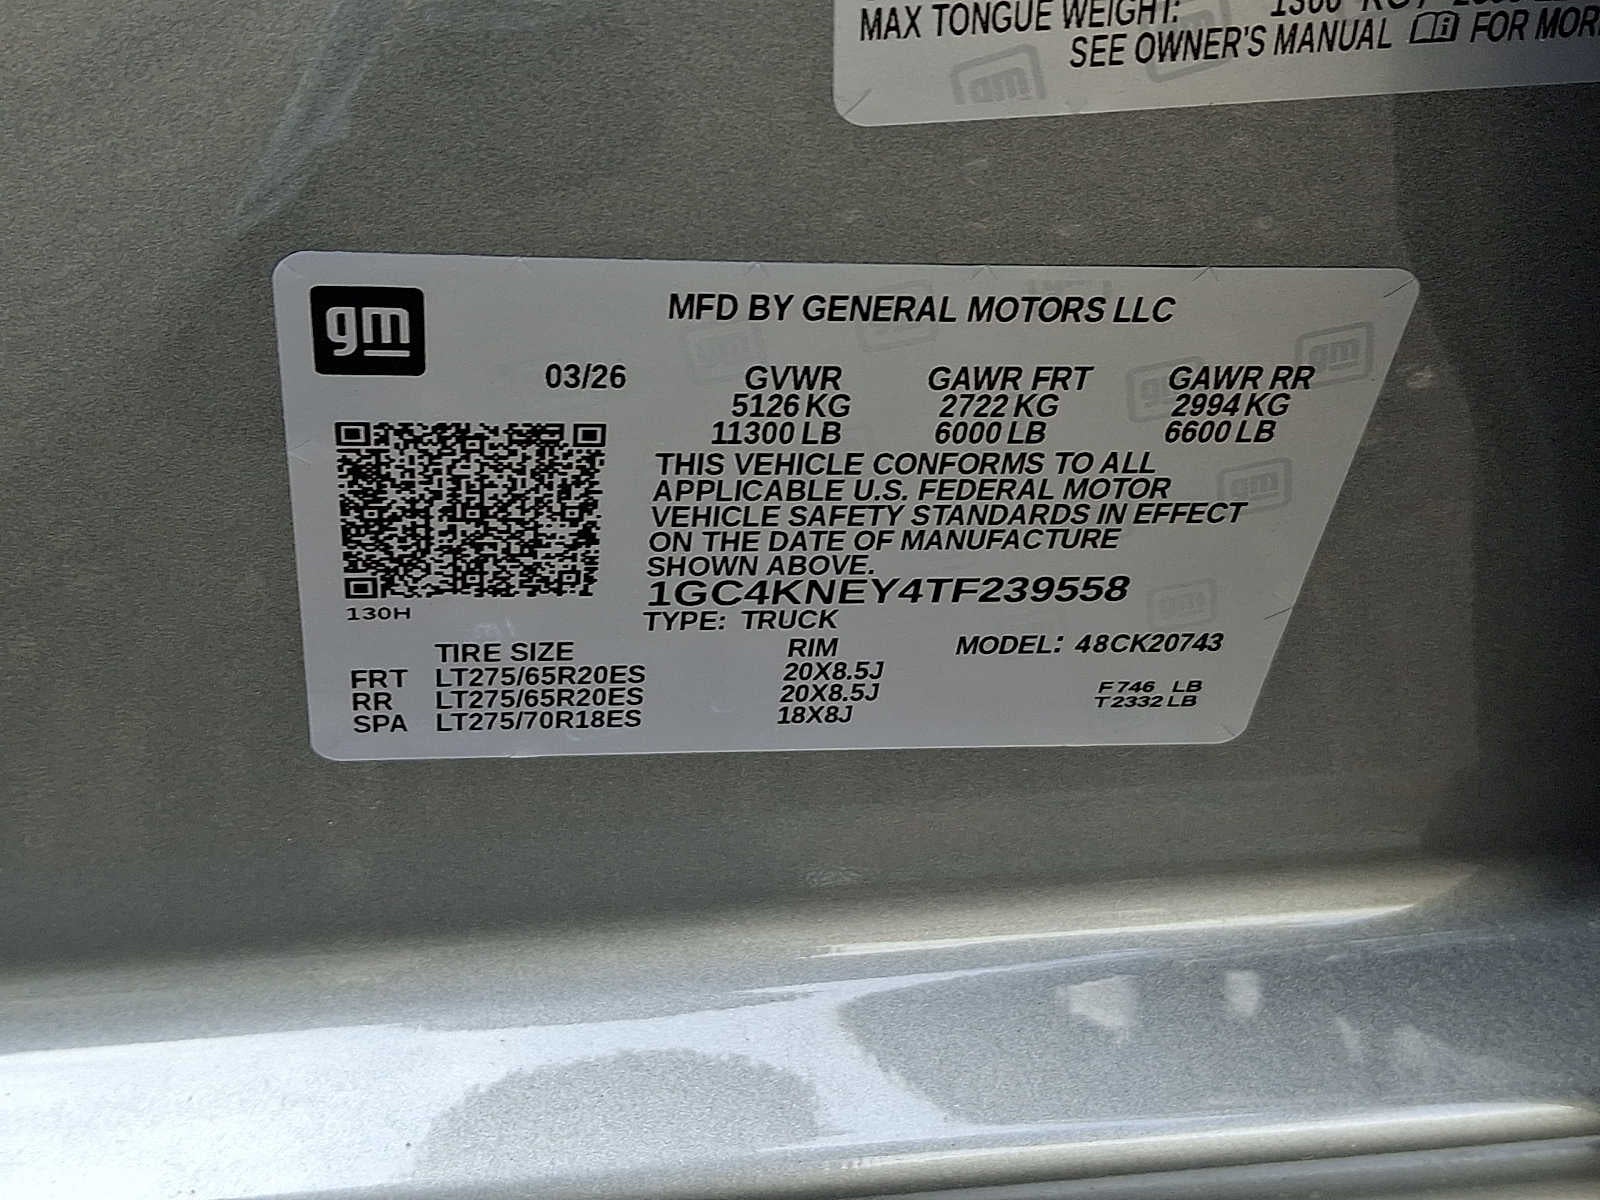 MAX TONGUE WEIGHT:
SEE OWNER'S MANUAL FOR MORE
gm
gm
MFD BY GENERAL MOTORS LLC
03/26 GVWR GAWR FRT GAWR RR
5126 KG 2722 KG 2994 KG
11300 LB 6000 LB 6600 LB
THIS VEHICLE CONFORMS TO ALL
APPLICABLE U.S. FEDERAL MOTOR
VEHICLE SAFETY STANDARDS IN EFFECT
ON THE DATE OF MANUFACTURE
SHOWN ABOVE.
1GC4KNEY4TF239558
130H
TYPE: TRUCK
TIRE SIZE RIM MODEL: 48CK20743
FRT LT275/65R20ES 20X8.5J
RR LT275/65R20ES 20X8.5J
SPA LT275/70R18ES 18X8J
F 746 LB
T 2332 LB